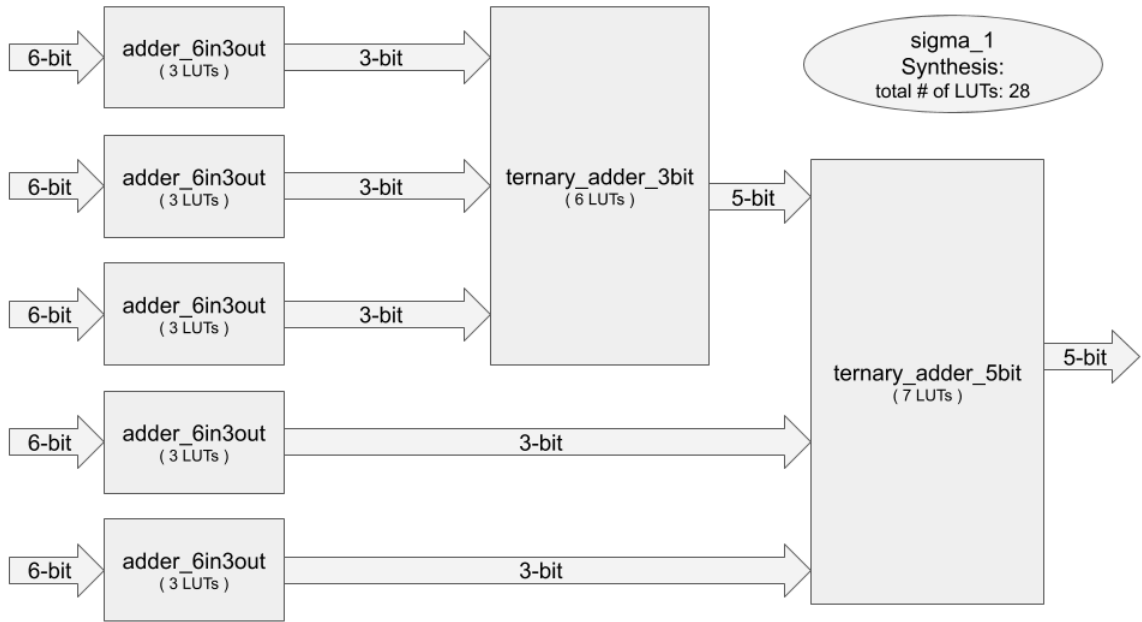 6-bit
adder_6in3out
( 3 LUTs )
3-bit
6-bit
adder_6in3out
( 3 LUTs )
3-bit
6-bit
adder_6in3out
( 3 LUTs )
3-bit
6-bit
adder_6in3out
( 3 LUTs )
3-bit
6-bit
adder_6in3out
( 3 LUTs )
3-bit
ternary_adder_3bit
( 6 LUTs )
5-bit
ternary_adder_5bit
( 7 LUTs )
5-bit
sigma_1
Synthesis:
total # of LUTs: 28